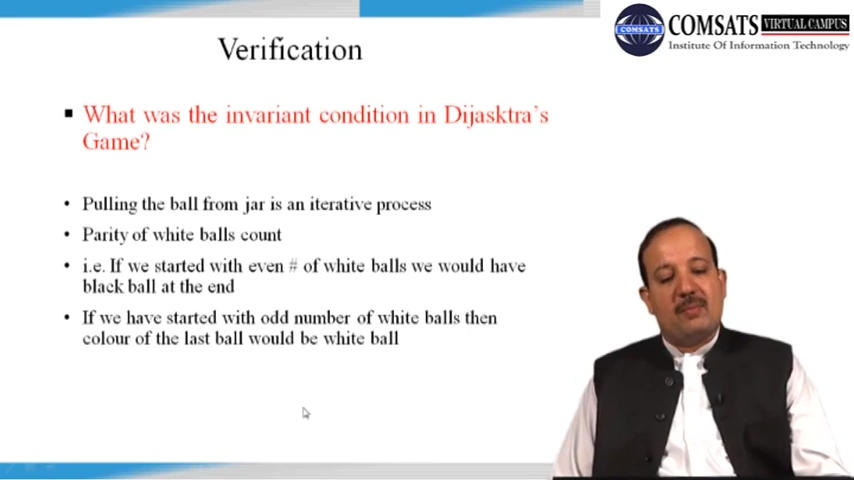 COMSATS VIRTUAL CAMPUS
COMSATS
Institute Of Information Technology
Verification
What was the invariant condition in Dijasktra's
Game?
Pulling the ball from jar is an iterative process
Parity of white balls count
i.e. If we started with even # of white balls we would have
black ball at the end
If we have started with odd number of white balls then
colour of the last ball would be white ball